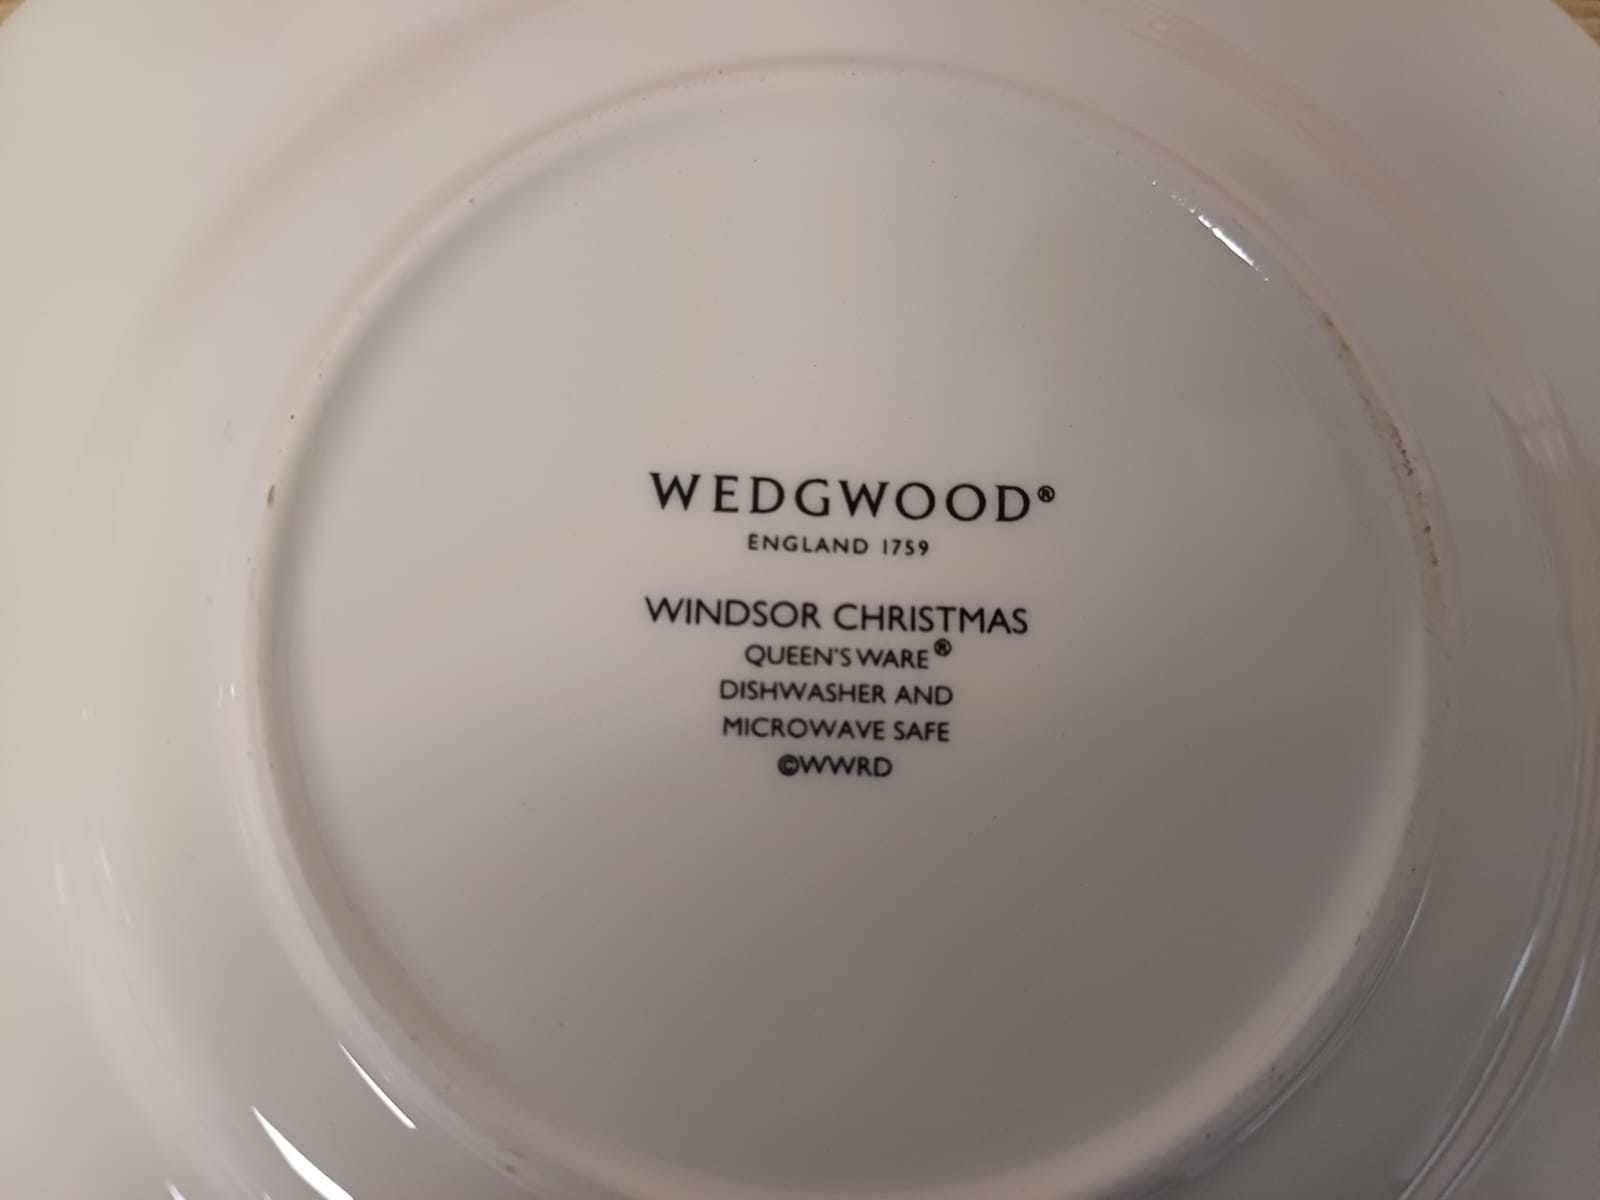 WEDGWOOD®
ENGLAND 1759
WINDSOR CHRISTMAS
QUEEN'S WARE®
DISHWASHER AND
MICROWAVE SAFE
©WWRD